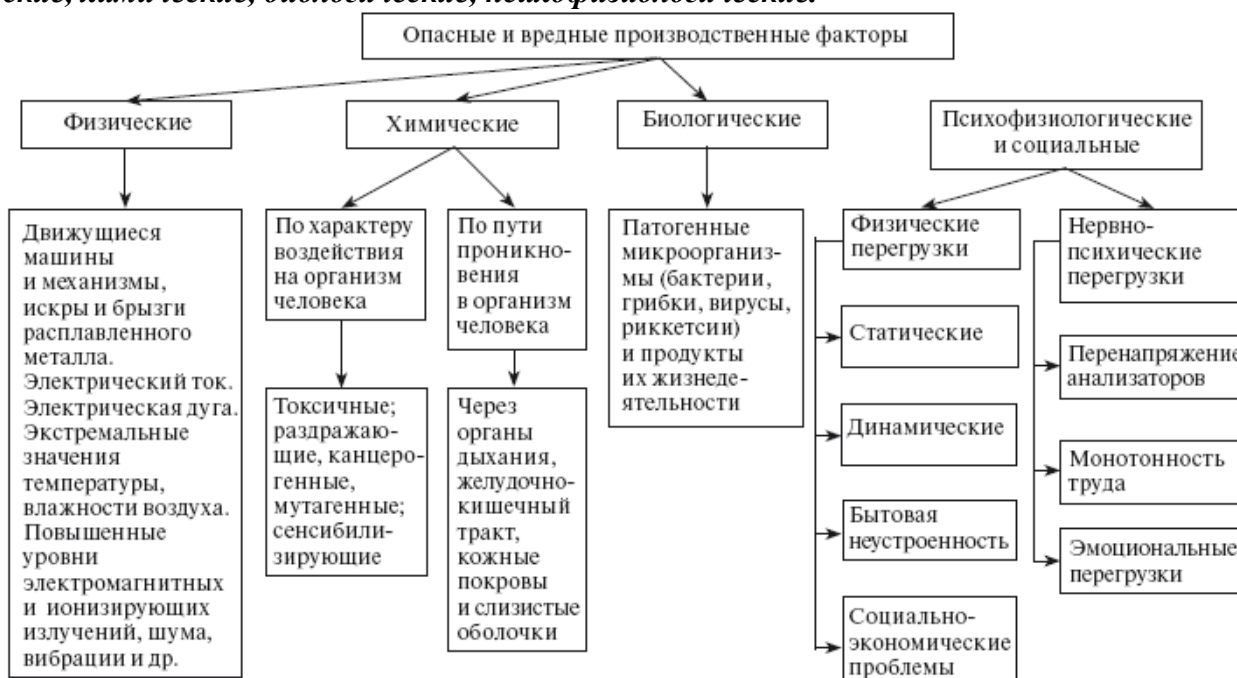 химические, биологические, психофизиологические.
Опасные и вредные производственные факторы
Физические
Химические
Биологические
Психофизиологические
и социальные
Движущиеся
машины
и механизмы,
искры и брызги
расплавленного
металла.
Электрический ток.
Электрическая дуга.
Экстремальные
значения
температуры,
влажности воздуха.
Повышенные
уровни
электромагнитных
и ионизирующих
излучений, шума,
вибрации и др.
По характеру
воздействия
на организм
человека
Токсичные;
раздражаю-
щие, канцеро-
генные,
мутагенные;
сенсибили-
зирующие
По пути
проникно-
вения
в организм
человека
Через
органы
дыхания,
желудочно-
кишечный
тракт,
кожные
покровы
и слизистые
оболочки
Патогенные
микроорганиз-
мы (бактерии,
грибки, вирусы,
риккетсии)
и продукты
их жизнеде-
ятельности
Физические
перегрузки
Статические
Динамические
Бытовая
неустроенность
Социально-
экономические
проблемы
Нервно-
психические
перегрузки
Перенапряжение
анализаторов
Монотонность
труда
Эмоциональные
перегрузки